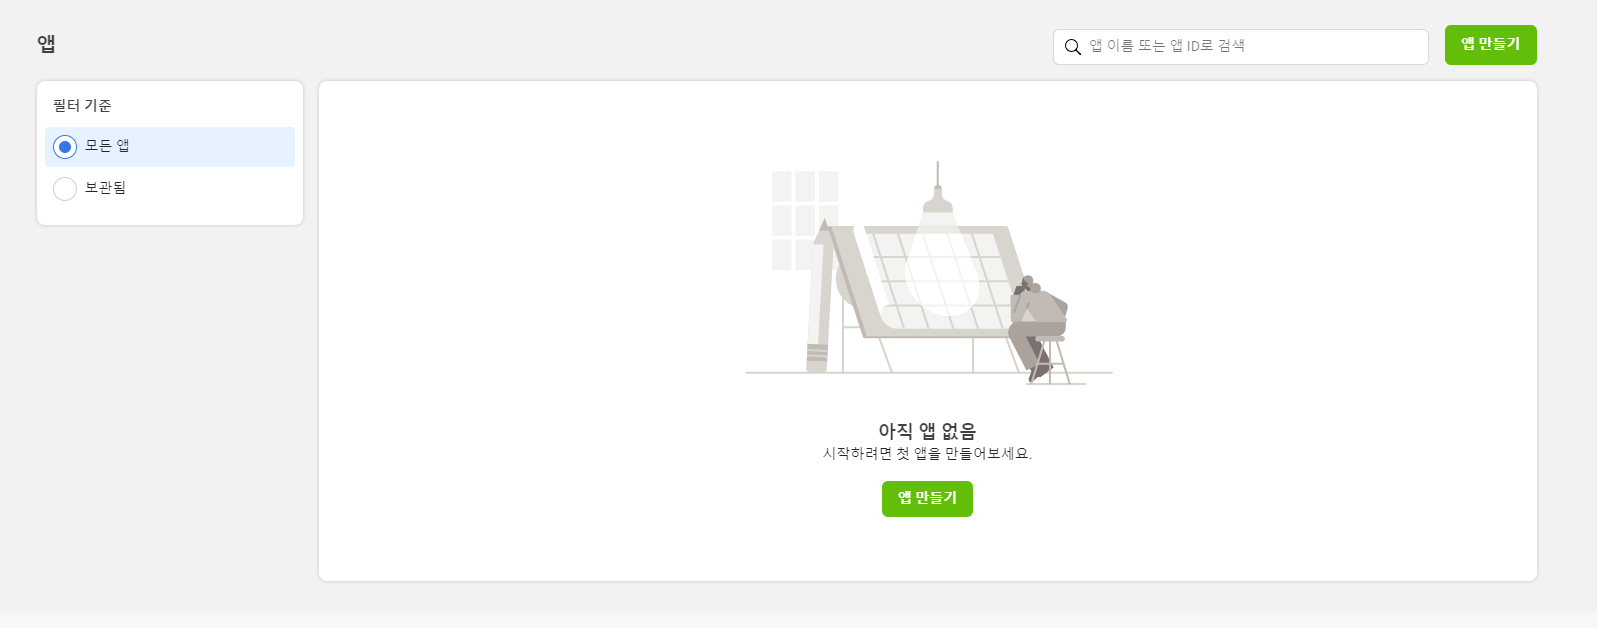 앱
앱 이름 또는 앱 ID로 검색
앱 만들기
필터 기준
모든 앱
보관됨
아직 앱 없음
시작하려면 첫 앱을 만들어보세요.
앱 만들기